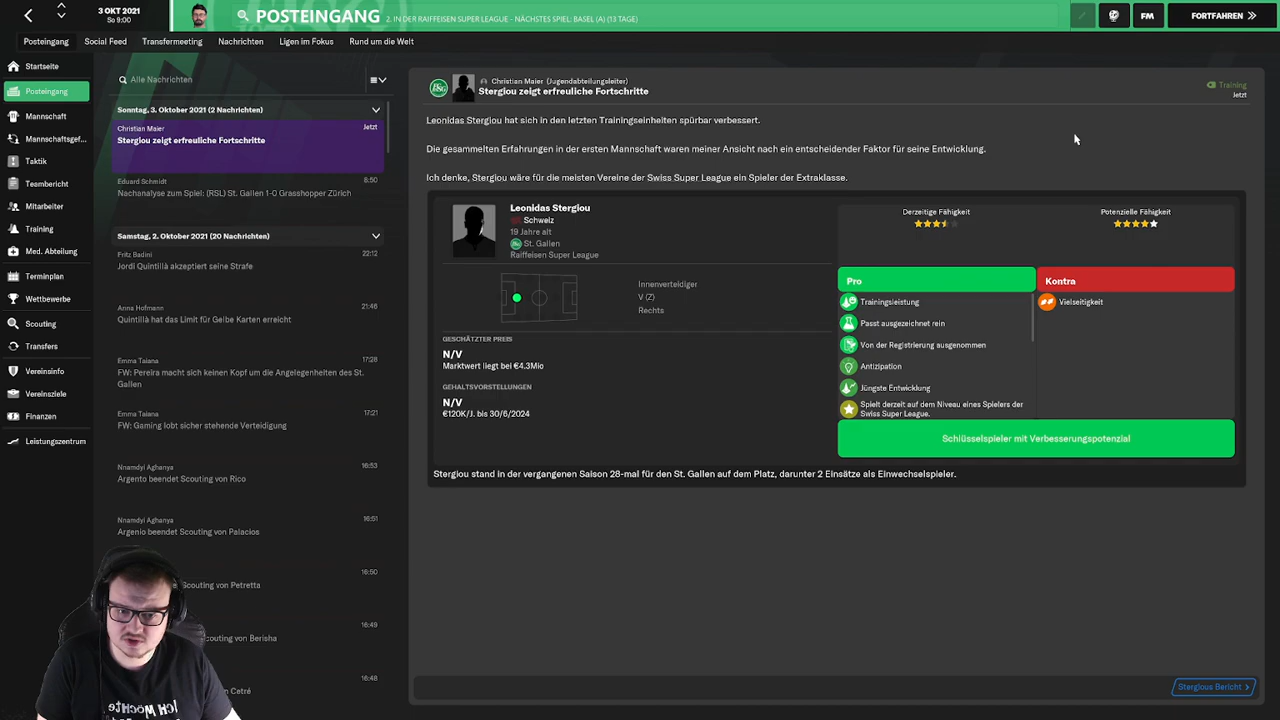 3 OKT 2021
So 9:00
POSTEINGANG
2. IN DER RAIFFEISEN SUPER LEAGUE - NÄCHSTES SPIEL: BASEL (A) (13 TAGE)
FM
FORTFAHREN
Posteingang
Social Feed
Transfermeeting
Nachrichten
Ligen im Fokus
Rund um die Welt
Startseite
Posteingang
Mannschaft
Mannschaftsgef...
Taktik
Teambericht
Mitarbeiter
Training
Med. Abteilung
Terminplan
Wettbewerbe
Scouting
Transfers
Vereinsinfo
Vereinsziele
Finanzen
Leistungszentrum
Alle Nachrichten
Sonntag, 3. Oktober 2021 (2 Nachrichten)
Christian Maier
Jetzt
Stergiou zeigt erfreuliche Fortschritte
Eduard Schmidt
8:50
Nachanalyse zum Spiel: (RSL) St. Gallen 1-0 Grasshopper Zürich
Samstag, 2. Oktober 2021 (20 Nachrichten)
Fritz Badini
22:12
Jordi Quintillà akzeptiert seine Strafe
Anna Hofmann
21:46
Quintillà hat das Limit für Gelbe Karten erreicht
Emma Taiana
17:28
FW: Pereira macht sich keinen Kopf um die Angelegenheiten des St.
Gallen
Emma Taiana
17:21
FW: Gaming lobt sicher stehende Verteidigung
Nnamdyi Aghanya
16:53
Argento beendet Scouting von Rico
Nnamdyi Aghanya
16:51
Argenio beendet Scouting von Palacios
16:50
Scouting von Petretta
16:49
couting von Berisha
16:48
on Cetré
Christian Maier (Jugendabteilungsleiter)
Stergiou zeigt erfreuliche Fortschritte
Training
Jetzt
Leonidas Stergiou hat sich in den letzten Trainingseinheiten spürbar verbessert.
Die gesammelten Erfahrungen in der ersten Mannschaft waren meiner Ansicht nach ein entscheidender Faktor für seine Entwicklung.
Ich denke, Stergiou wäre für die meisten Vereine der Swiss Super League ein Spieler der Extraklasse.
Leonidas Stergiou
Schweiz
19 Jahre alt
St. Gallen
Raiffeisen Super League
Innenverteidiger
V (Z)
Rechts
GESCHÄTZTER PREIS
N/V
Marktwert liegt bei €4.3Mio
GEHALTSVORSTELLUNGEN
N/V
€120K/J. bis 30/6/2024
Derzeitige Fähigkeit
Potenzielle Fähigkeit
Pro
Kontra
Trainingsleistung
Passt ausgezeichnet rein
Von der Registrierung ausgenommen
Antizipation
Jüngste Entwicklung
Spielt derzeit auf dem Niveau eines Spielers der
Swiss Super League.
Vielseitigkeit
Schlüsselspieler mit Verbesserungspotenzial
Stergiou stand in der vergangenen Saison 28-mal für den St. Gallen auf dem Platz, darunter 2 Einsätze als Einwechselspieler.
Stergious Bericht